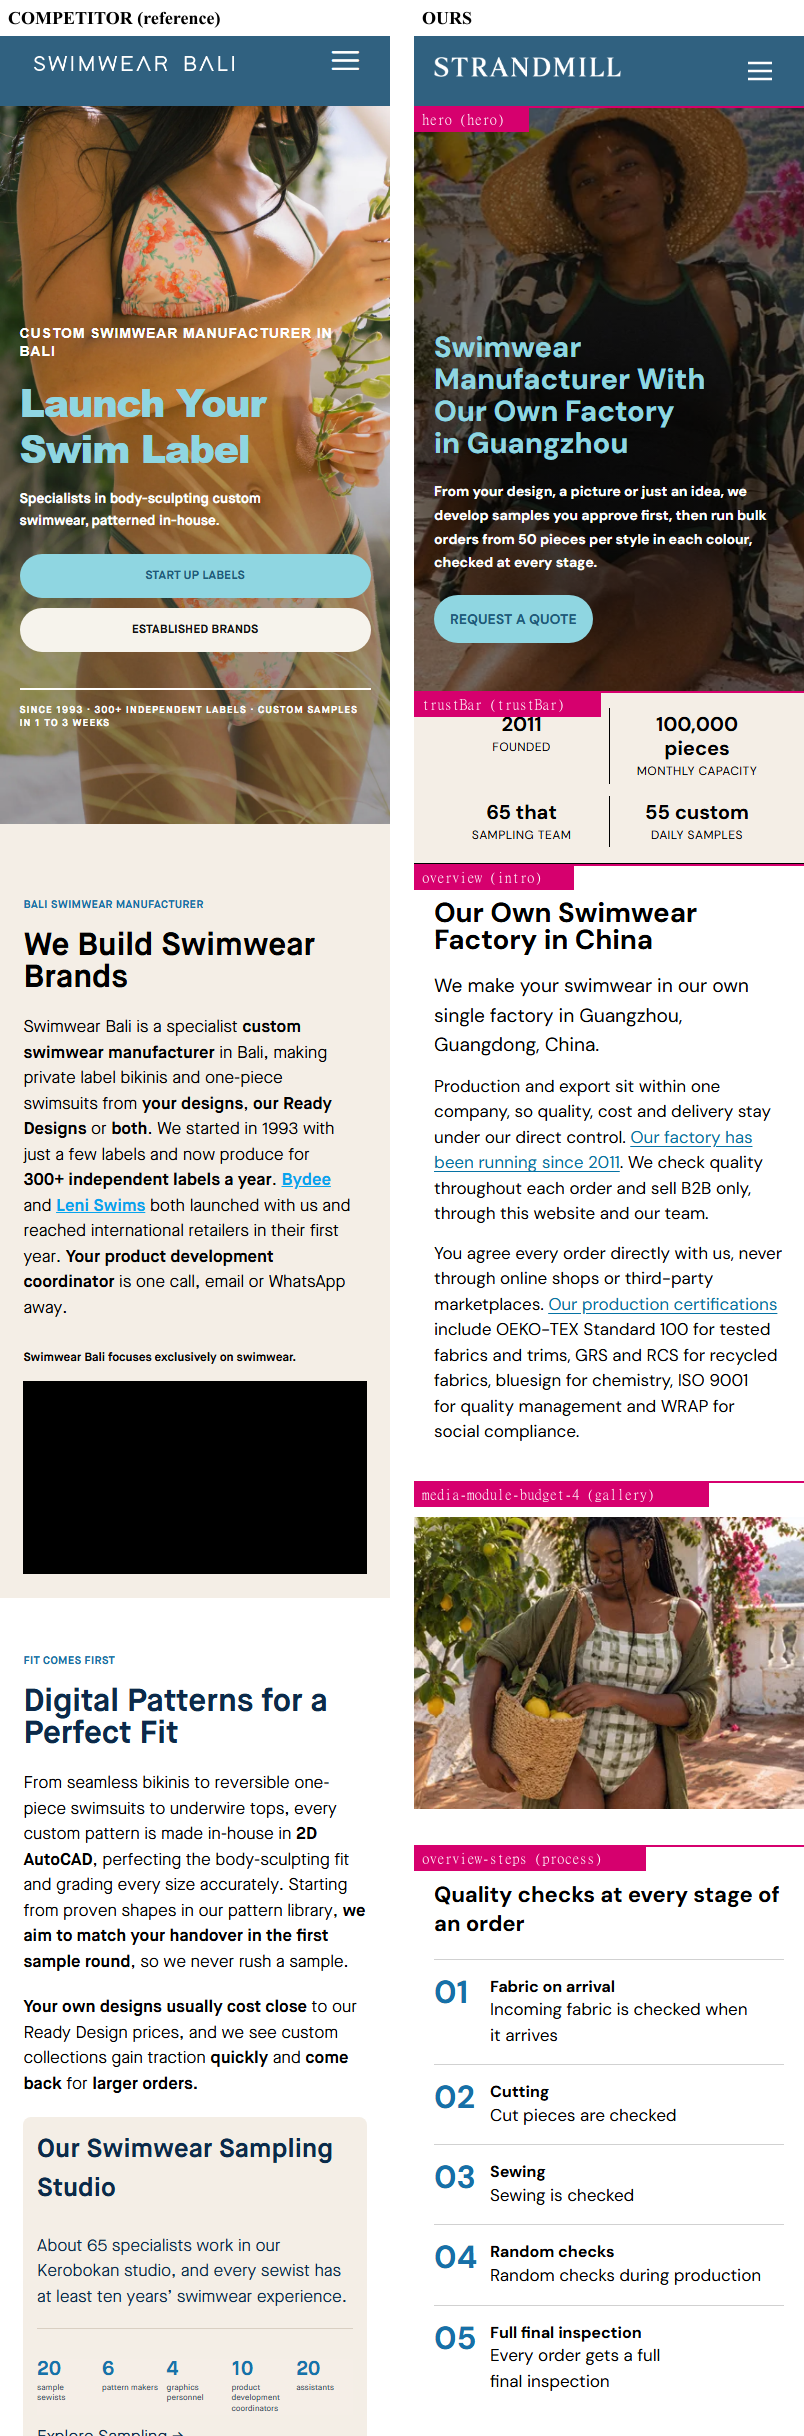 COMPETITOR (reference)
SWIMWEAR BALI
CUSTOM SWIMWEAR MANUFACTURER IN
BALI
Launch Your
Swim Label
Specialists in body-sculpting custom
swimwear, patterned in-house.
START UP LABELS
ESTABLISHED BRANDS
SINCE 1993 · 300+ INDEPENDENT LABELS · CUSTOM SAMPLES
IN 1 TO 3 WEEKS
BALI SWIMWEAR MANUFACTURER
We Build Swimwear
Brands
Swimwear Bali is a specialist custom
swimwear manufacturer in Bali, making
private label bikinis and one-piece
swimsuits from your designs, our Ready
Designs or both. We started in 1993 with
just a few labels and now produce for
300+ independent labels a year. Bydee
and Leni Swims both launched with us and
reached international retailers in their first
year. Your product development
coordinator is one call, email or WhatsApp
away.
Swimwear Bali focuses exclusively on swimwear.
FIT COMES FIRST
Digital Patterns for a
Perfect Fit
From seamless bikinis to reversible one-
piece swimsuits to underwire tops, every
custom pattern is made in-house in 2D
AutoCAD, perfecting the body-sculpting fit
and grading every size accurately. Starting
from proven shapes in our pattern library, we
aim to match your handover in the first
sample round, so we never rush a sample.
Your own designs usually cost close to our
Ready Design prices, and we see custom
collections gain traction quickly and come
back for larger orders.
Our Swimwear Sampling
Studio
About 65 specialists work in our
Kerobokan studio, and every sewist has
at least ten years’ swimwear experience.
20 6 4 10 20
sample pattern makers graphics product assistants
sewists personnel development
coordinators
Explore Sampling →
OURS
STRANDMILL
hero (hero)
Swimwear
Manufacturer With
Our Own Factory
in Guangzhou
From your design, a picture or just an idea, we
develop samples you approve first, then run bulk
orders from 50 pieces per style in each colour,
checked at every stage.
REQUEST A QUOTE
trustBar (trustBar)
2011
FOUNDED
100,000
pieces
MONTHLY CAPACITY
65 that
SAMPLING TEAM
55 custom
DAILY SAMPLES
overview (intro)
Our Own Swimwear
Factory in China
We make your swimwear in our own
single factory in Guangzhou,
Guangdong, China.
Production and export sit within one
company, so quality, cost and delivery stay
under our direct control. Our factory has
been running since 2011. We check quality
throughout each order and sell B2B only,
through this website and our team.
You agree every order directly with us, never
through online shops or third-party
marketplaces. Our production certifications
include OEKO-TEX Standard 100 for tested
fabrics and trims, GRS and RCS for recycled
fabrics, bluesign for chemistry, ISO 9001
for quality management and WRAP for
social compliance.
media-module-budget-4 (gallery)
overview-steps (process)
Quality checks at every stage of
an order
01 Fabric on arrival
Incoming fabric is checked when
it arrives
02 Cutting
Cut pieces are checked
03 Sewing
Sewing is checked
04 Random checks
Random checks during production
05 Full final inspection
Every order gets a full
final inspection